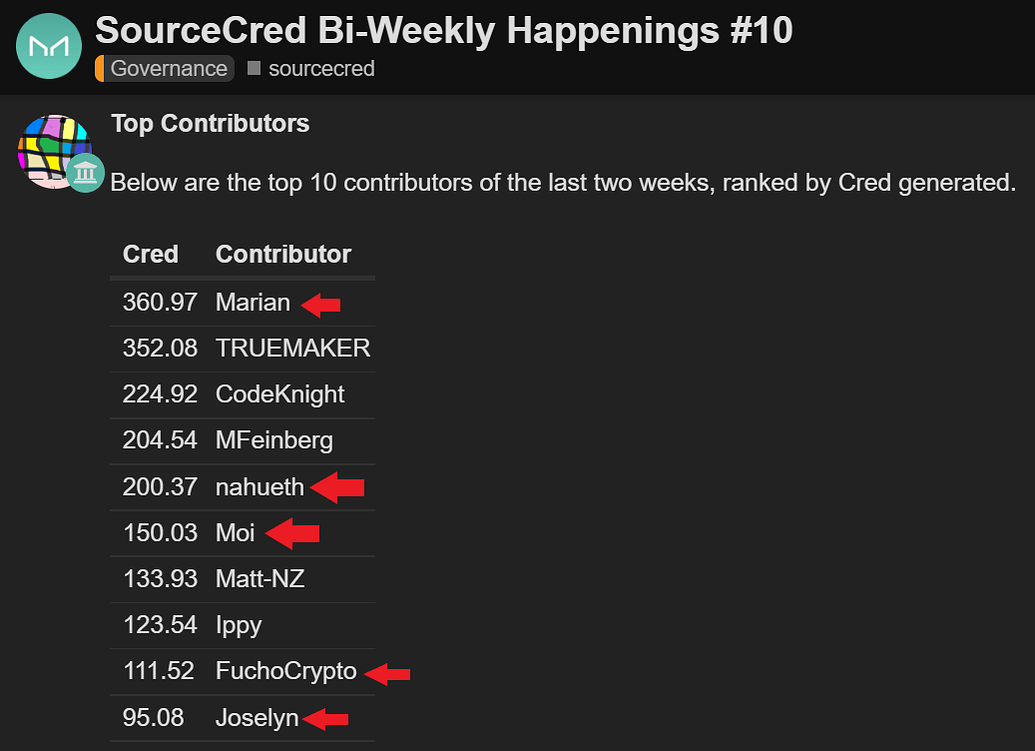 SourceCred Bi-Weekly Happenings #10
Governance sourcecred
Top Contributors
Below are the top 10 contributors of the last two weeks, ranked by Cred generated.
Cred Contributor
360.97 Marian
352.08 TRUEMAKER
224.92 CodeKnight
204.54 MFeinberg
200.37 nahueth
150.03 Moi
133.93 Matt-NZ
123.54 Ippy
111.52 FuchoCrypto
95.08 Joselyn